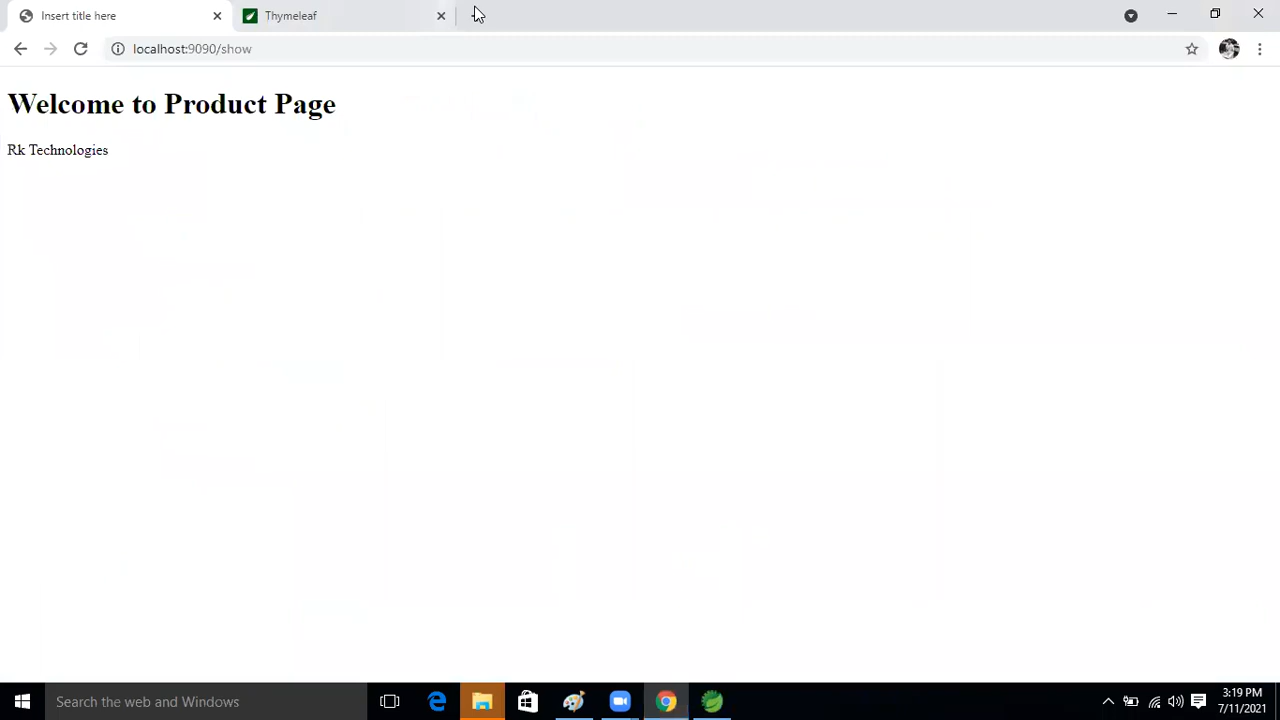 Insert title here
Thymeleaf
localhost:9090/show
Welcome to Product Page
Rk Technologies
Search the web and Windows
3:19 PM
7/11/2021